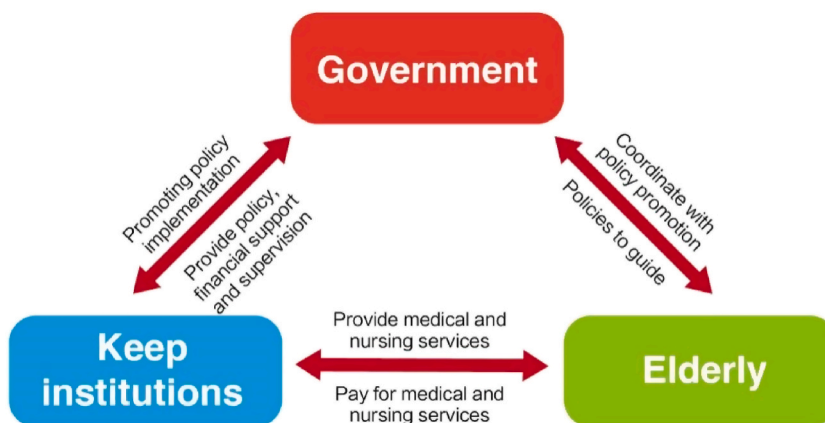 Government
Promoting policy
implementation
Provide policy,
financial support
and supervision
Coordinate with
policy promotion
Policies to guide
Keep
institutions
Provide medical and
nursing services
Pay for medical and
nursing services
Elderly